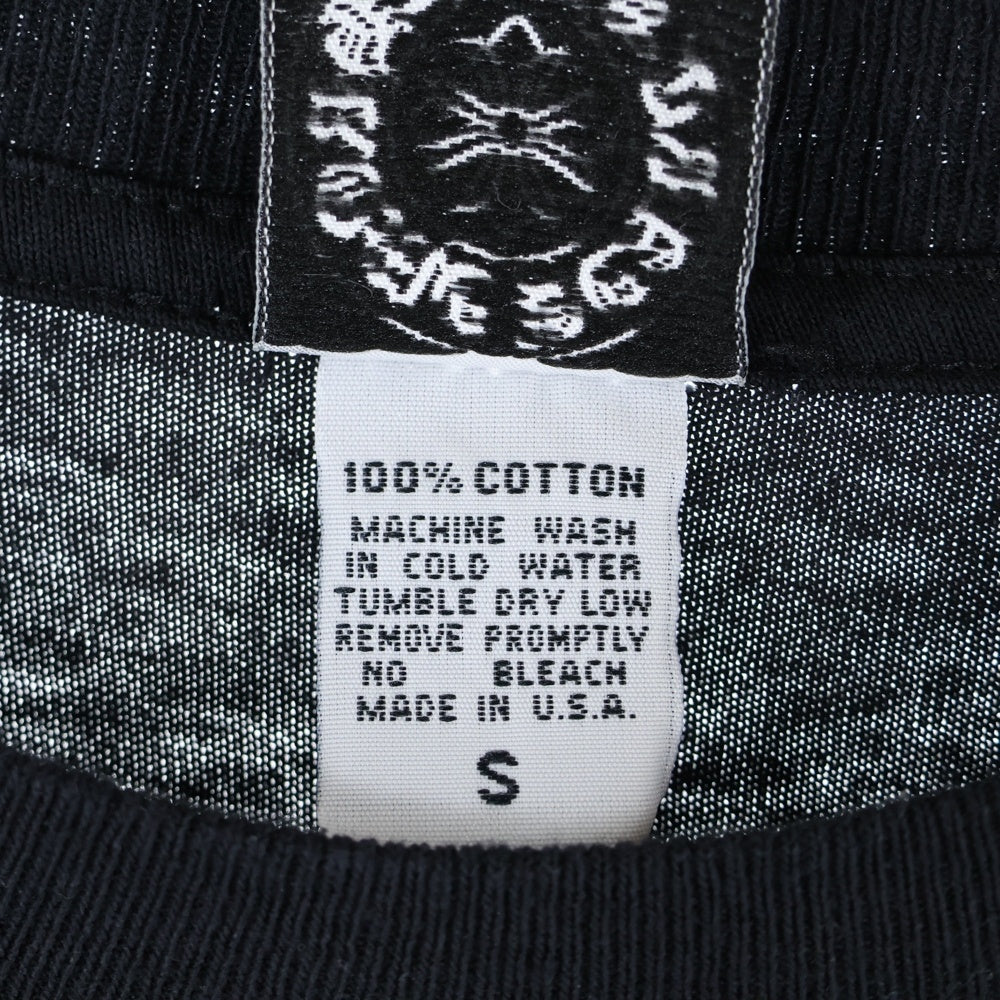 100% COTTON
MACHINE WASH
IN COLD WATER
TUMBLE DRY LOW
REMOVE PROMPTLY
NO BLEACH
MADE IN U.S.A.
S